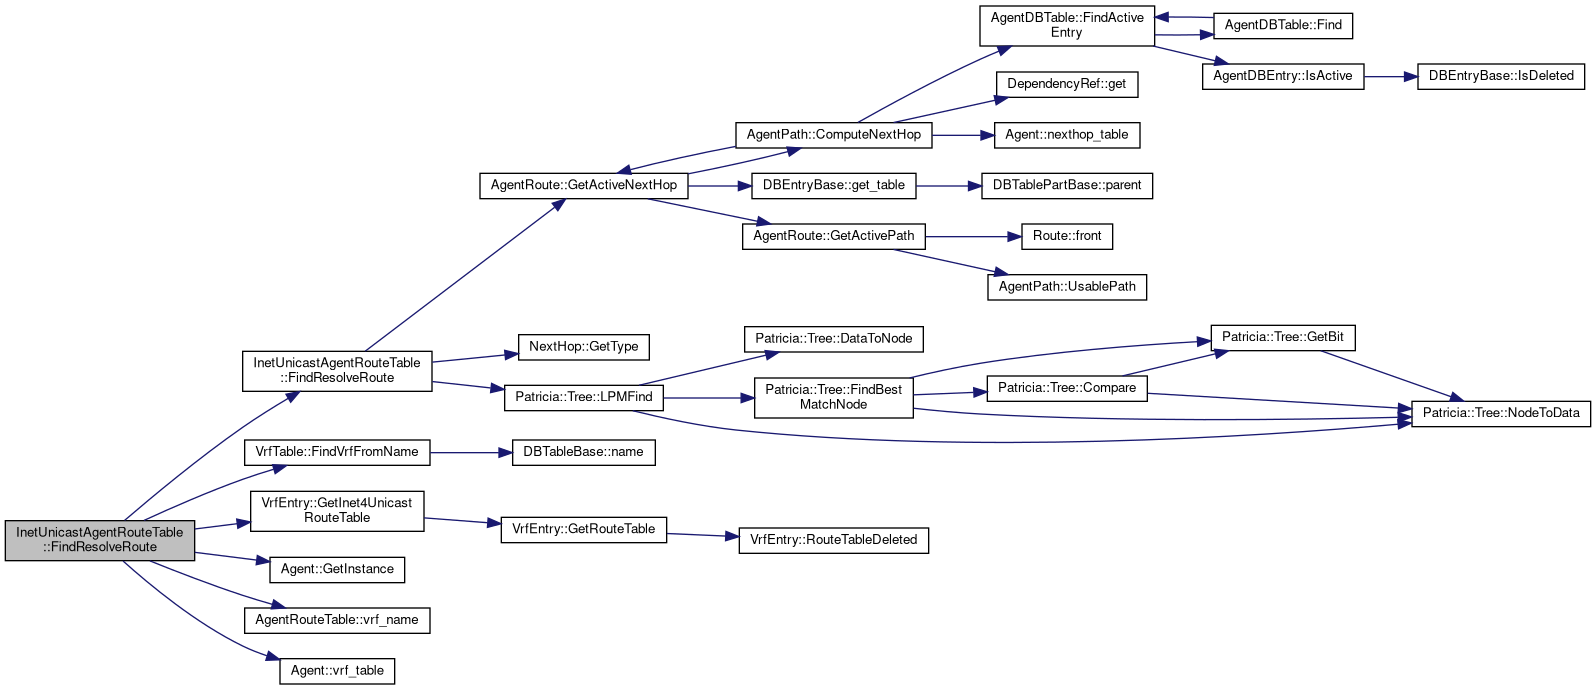 AgentDBTable::FindActive
Entry
AgentDBTable::Find
AgentDBEntry::IsActive
DBEntryBase::IsDeleted
DependencyRef::get
AgentPath::ComputeNextHop
Agent::nexthop_table
AgentRoute::GetActiveNextHop
DBEntryBase::get_table
DBTablePartBase::parent
AgentRoute::GetActivePath
Route::front
AgentPath::UsablePath
InetUnicastAgentRouteTable
::FindResolveRoute
NextHop::GetType
Patricia::Tree::DataToNode
Patricia::Tree::GetBit
Patricia::Tree::LPMFind
Patricia::Tree::FindBest
MatchNode
Patricia::Tree::Compare
Patricia::Tree::NodeToData
VrfTable::FindVrfFromName
DBTableBase::name
VrfEntry::GetInet4Unicast
RouteTable
VrfEntry::GetRouteTable
VrfEntry::RouteTableDeleted
InetUnicastAgentRouteTable
::FindResolveRoute
Agent::GetInstance
AgentRouteTable::vrf_name
Agent::vrf_table